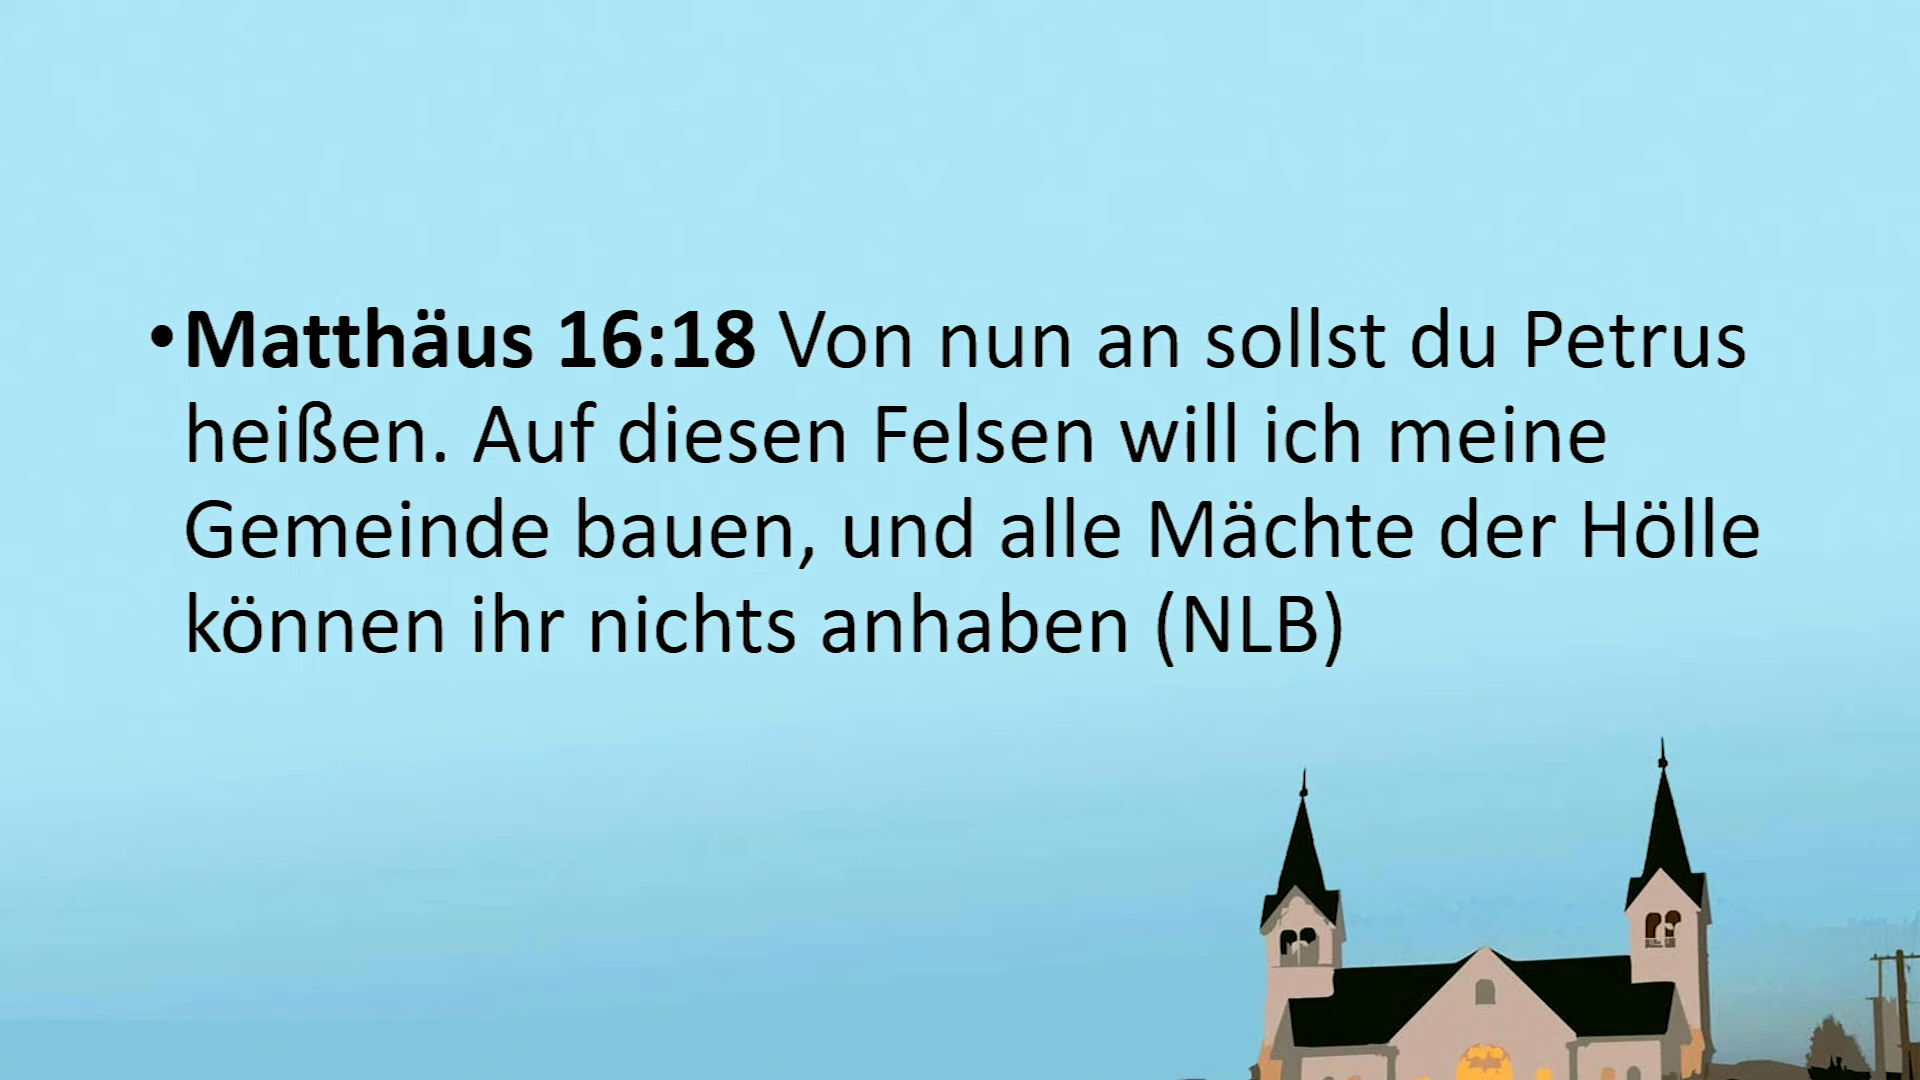 •Matthäus 16:18 Von nun an sollst du Petrus
heißen. Auf diesen Felsen will ich meine
Gemeinde bauen, und alle Mächte der Hölle
können ihr nichts anhaben (NLB)